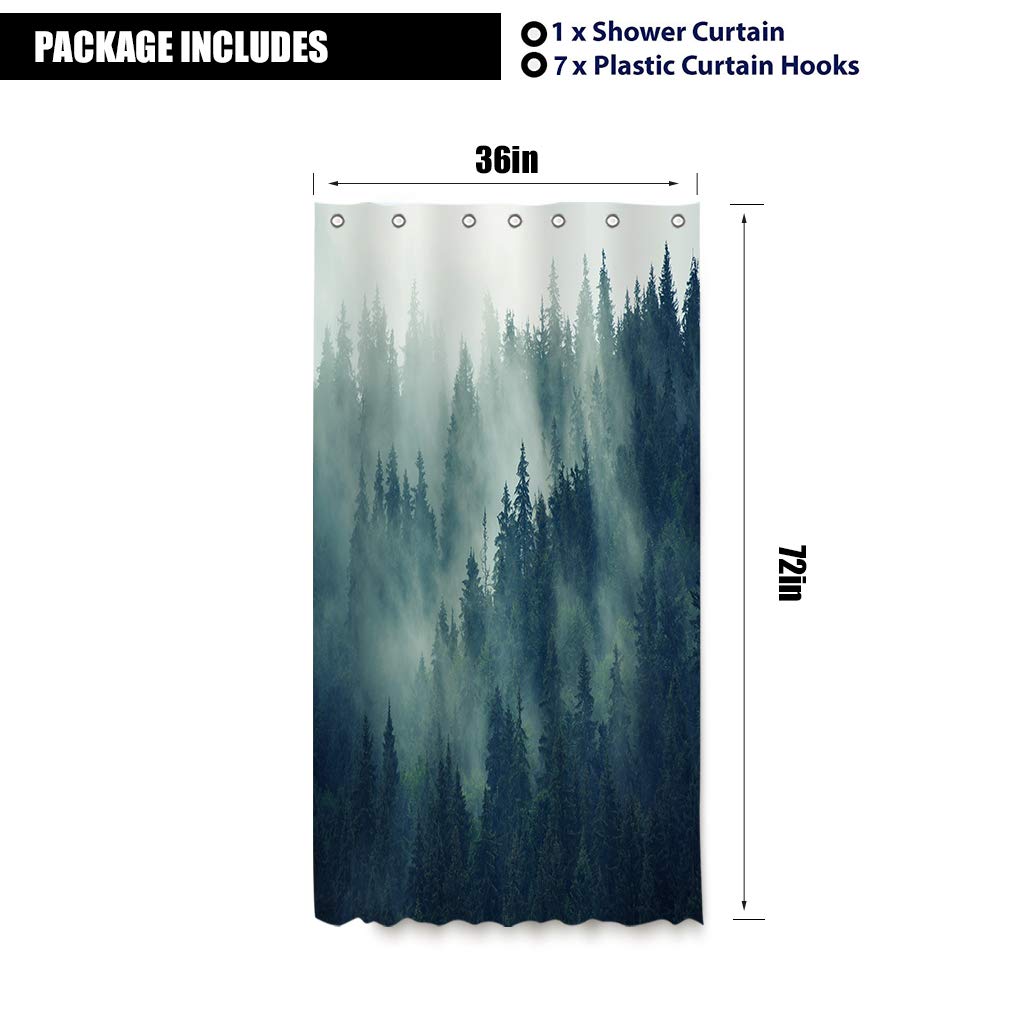 PACKAGE INCLUDES
1 x Shower Curtain
7 x Plastic Curtain Hooks
36in
72in